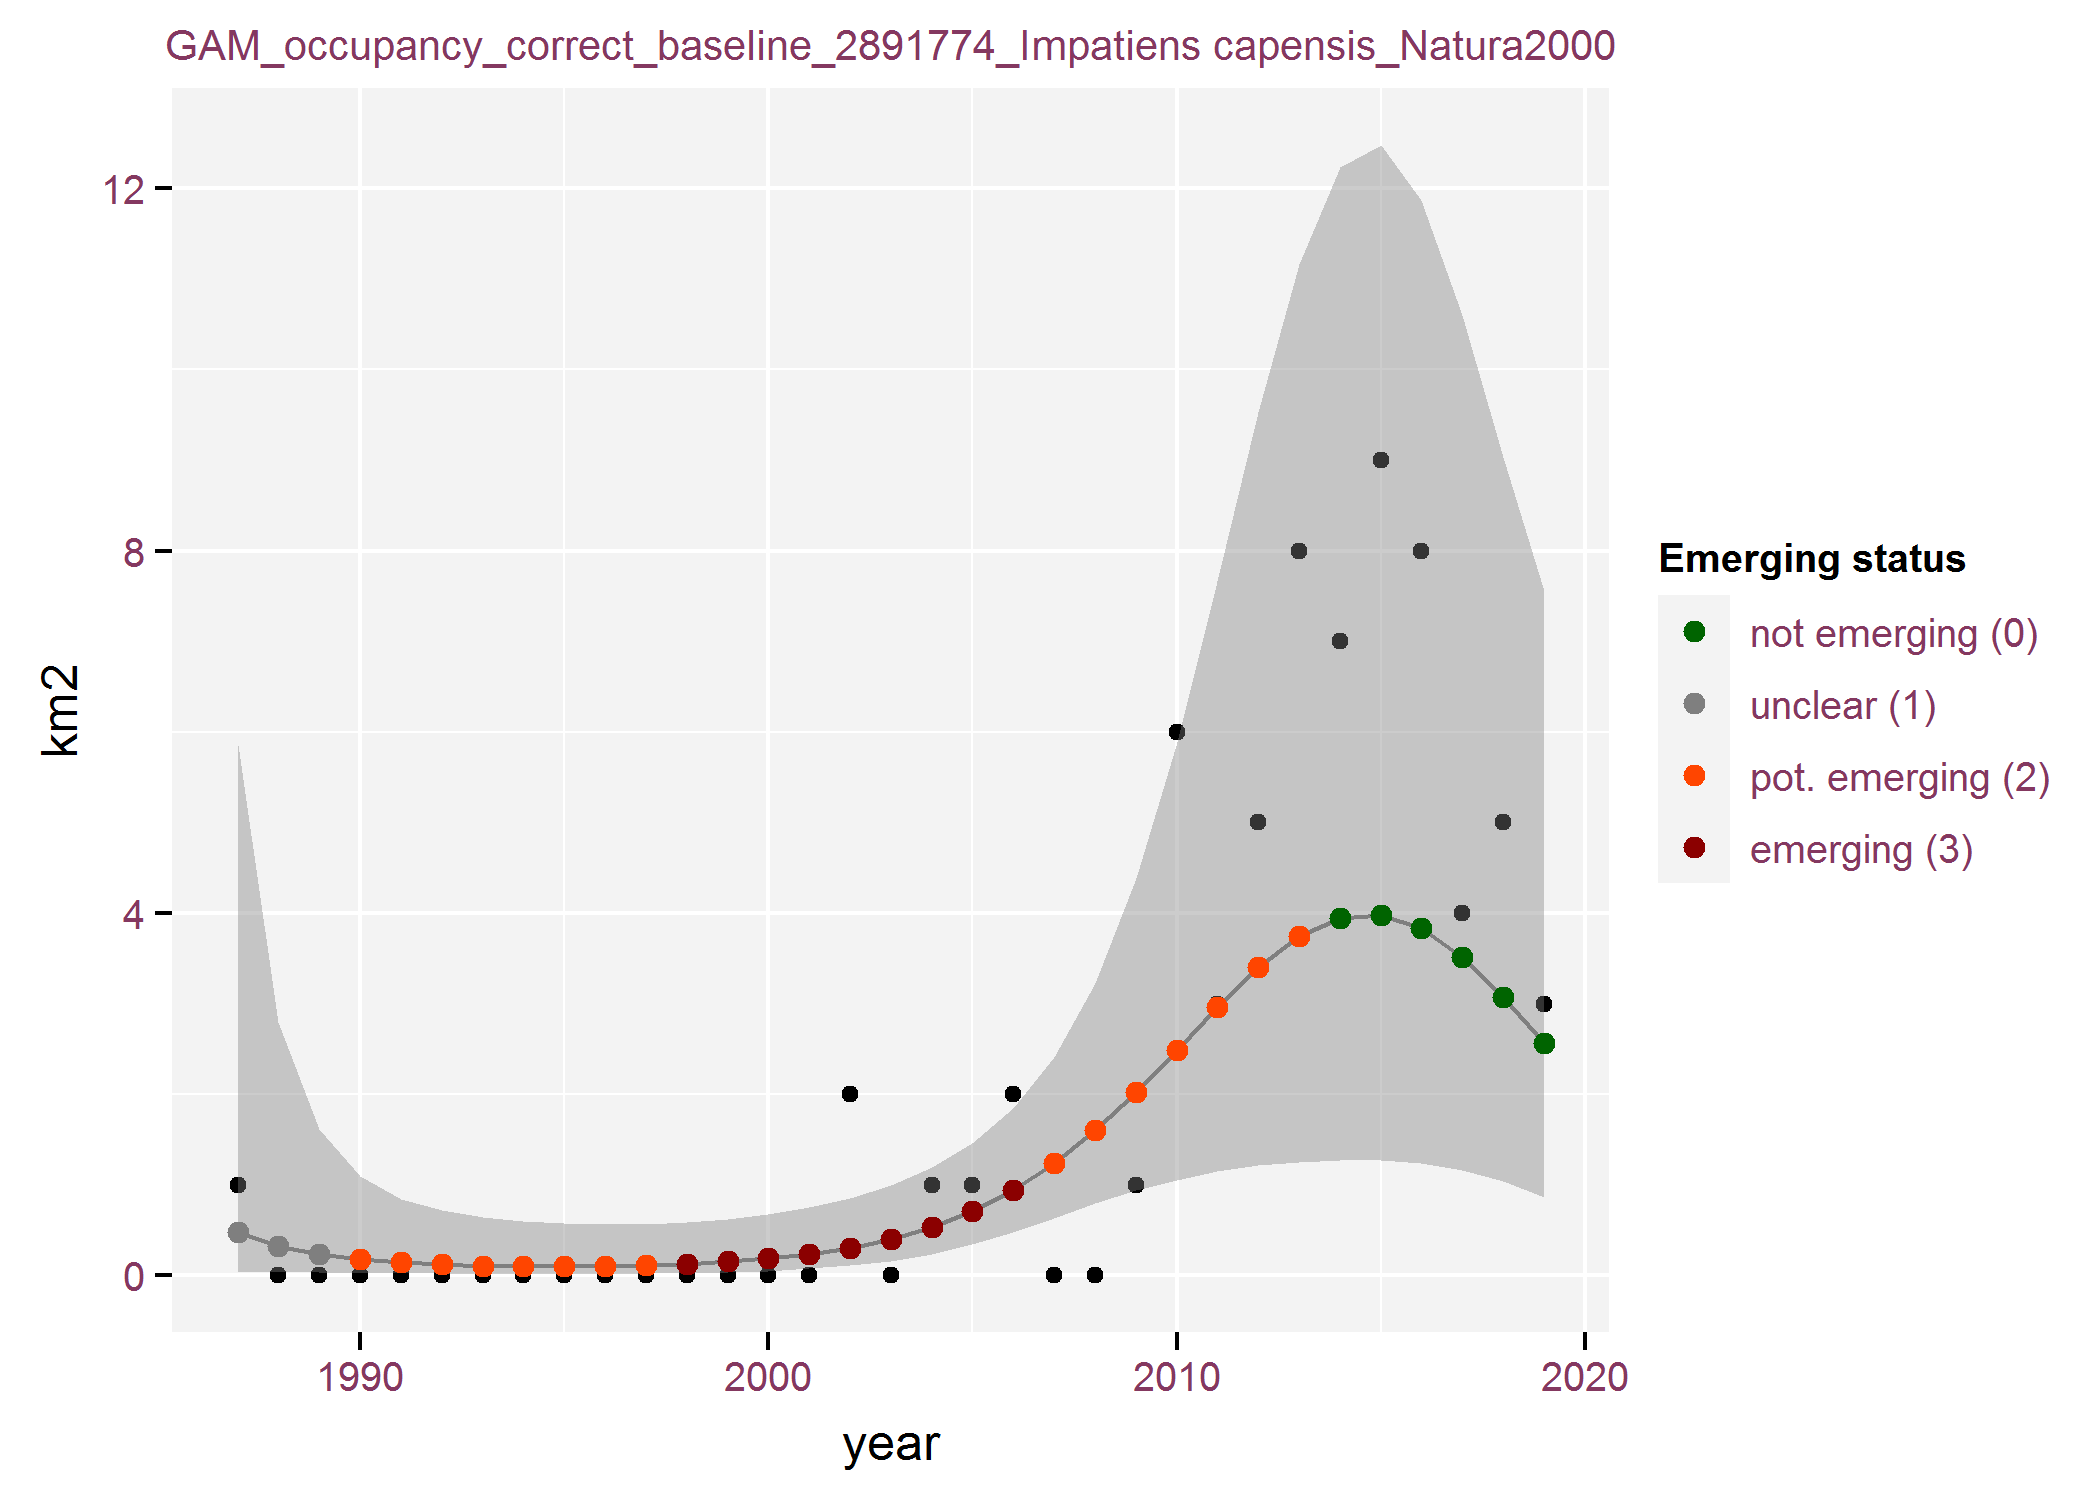 GAM_occupancy_correct_baseline_2891774_Impatiens capensis_Natura2000
12
8
4
0
km2
1990
2000
2010
2020
year
Emerging status
not emerging (0)
unclear (1)
pot. emerging (2)
emerging (3)